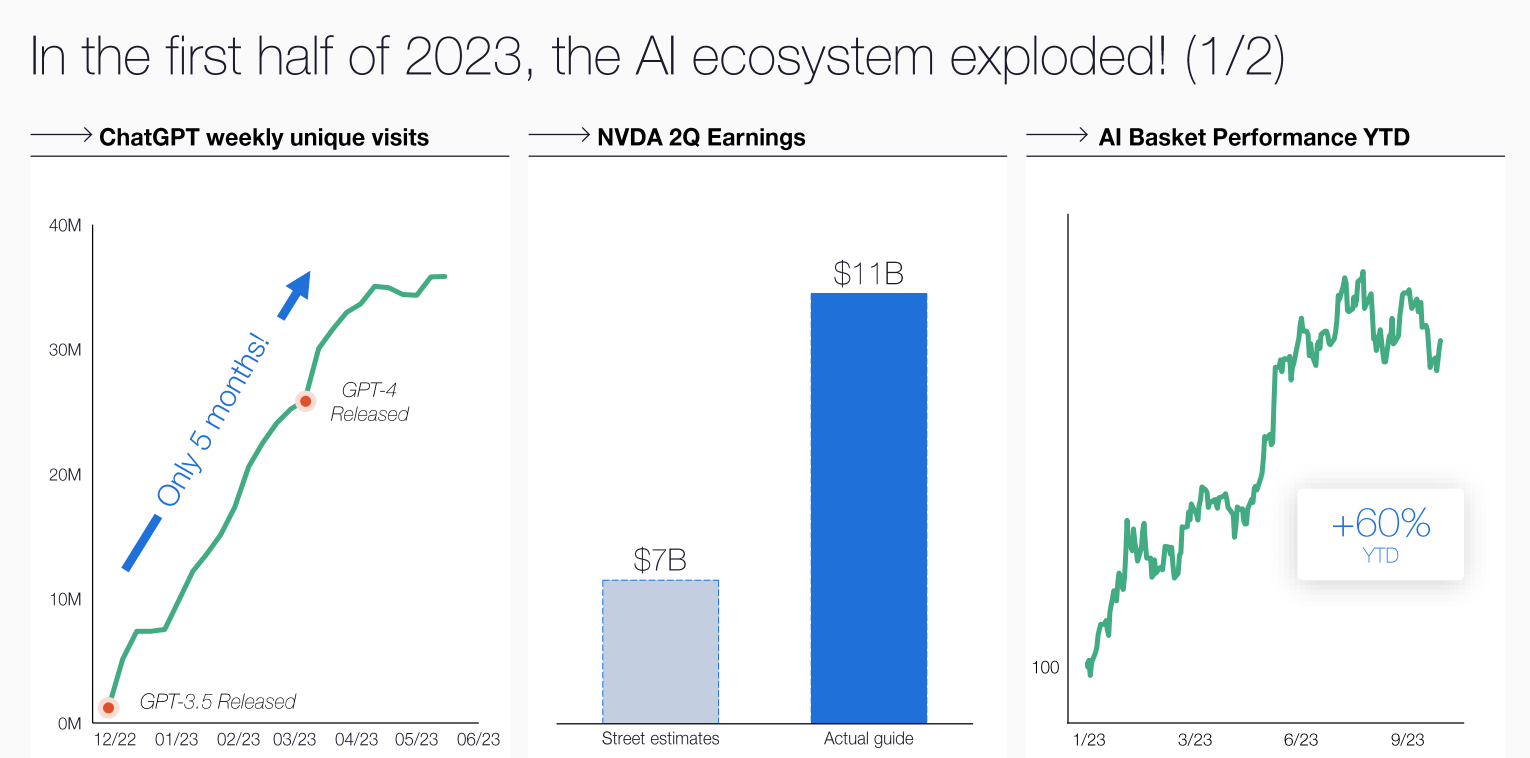 In the first half of 2023, the AI ecosystem exploded! (1/2)
ChatGPT weekly unique visits
40M
30M
20M
10M
0M
Only 5 months!
GPT-4
Released
GPT-3.5 Released
12/22 01/23 02/23 03/23 04/23 05/23 06/23
NVDA 2Q Earnings
$7B
$11B
Street estimates
Actual guide
AI Basket Performance YTD
100
+60%
YTD
1/23 3/23 6/23 9/23